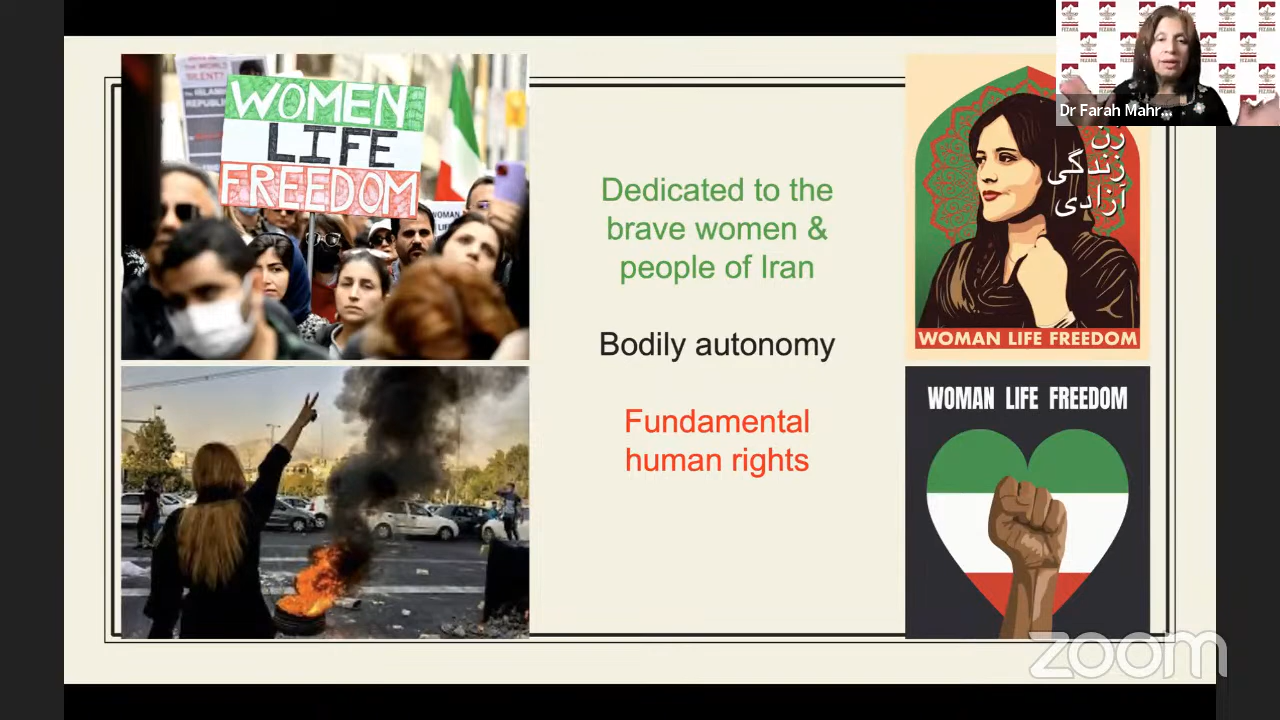 WOMEN
LIFE
FREEDOM
Dedicated to the
brave women &
people of Iran
Bodily autonomy
Fundamental
human rights
FEZANA
Dr Farah Mahr...
زن
زندگی
آزادی
WOMAN LIFE FREEDOM
WOMAN LIFE FREEDOM
zoom